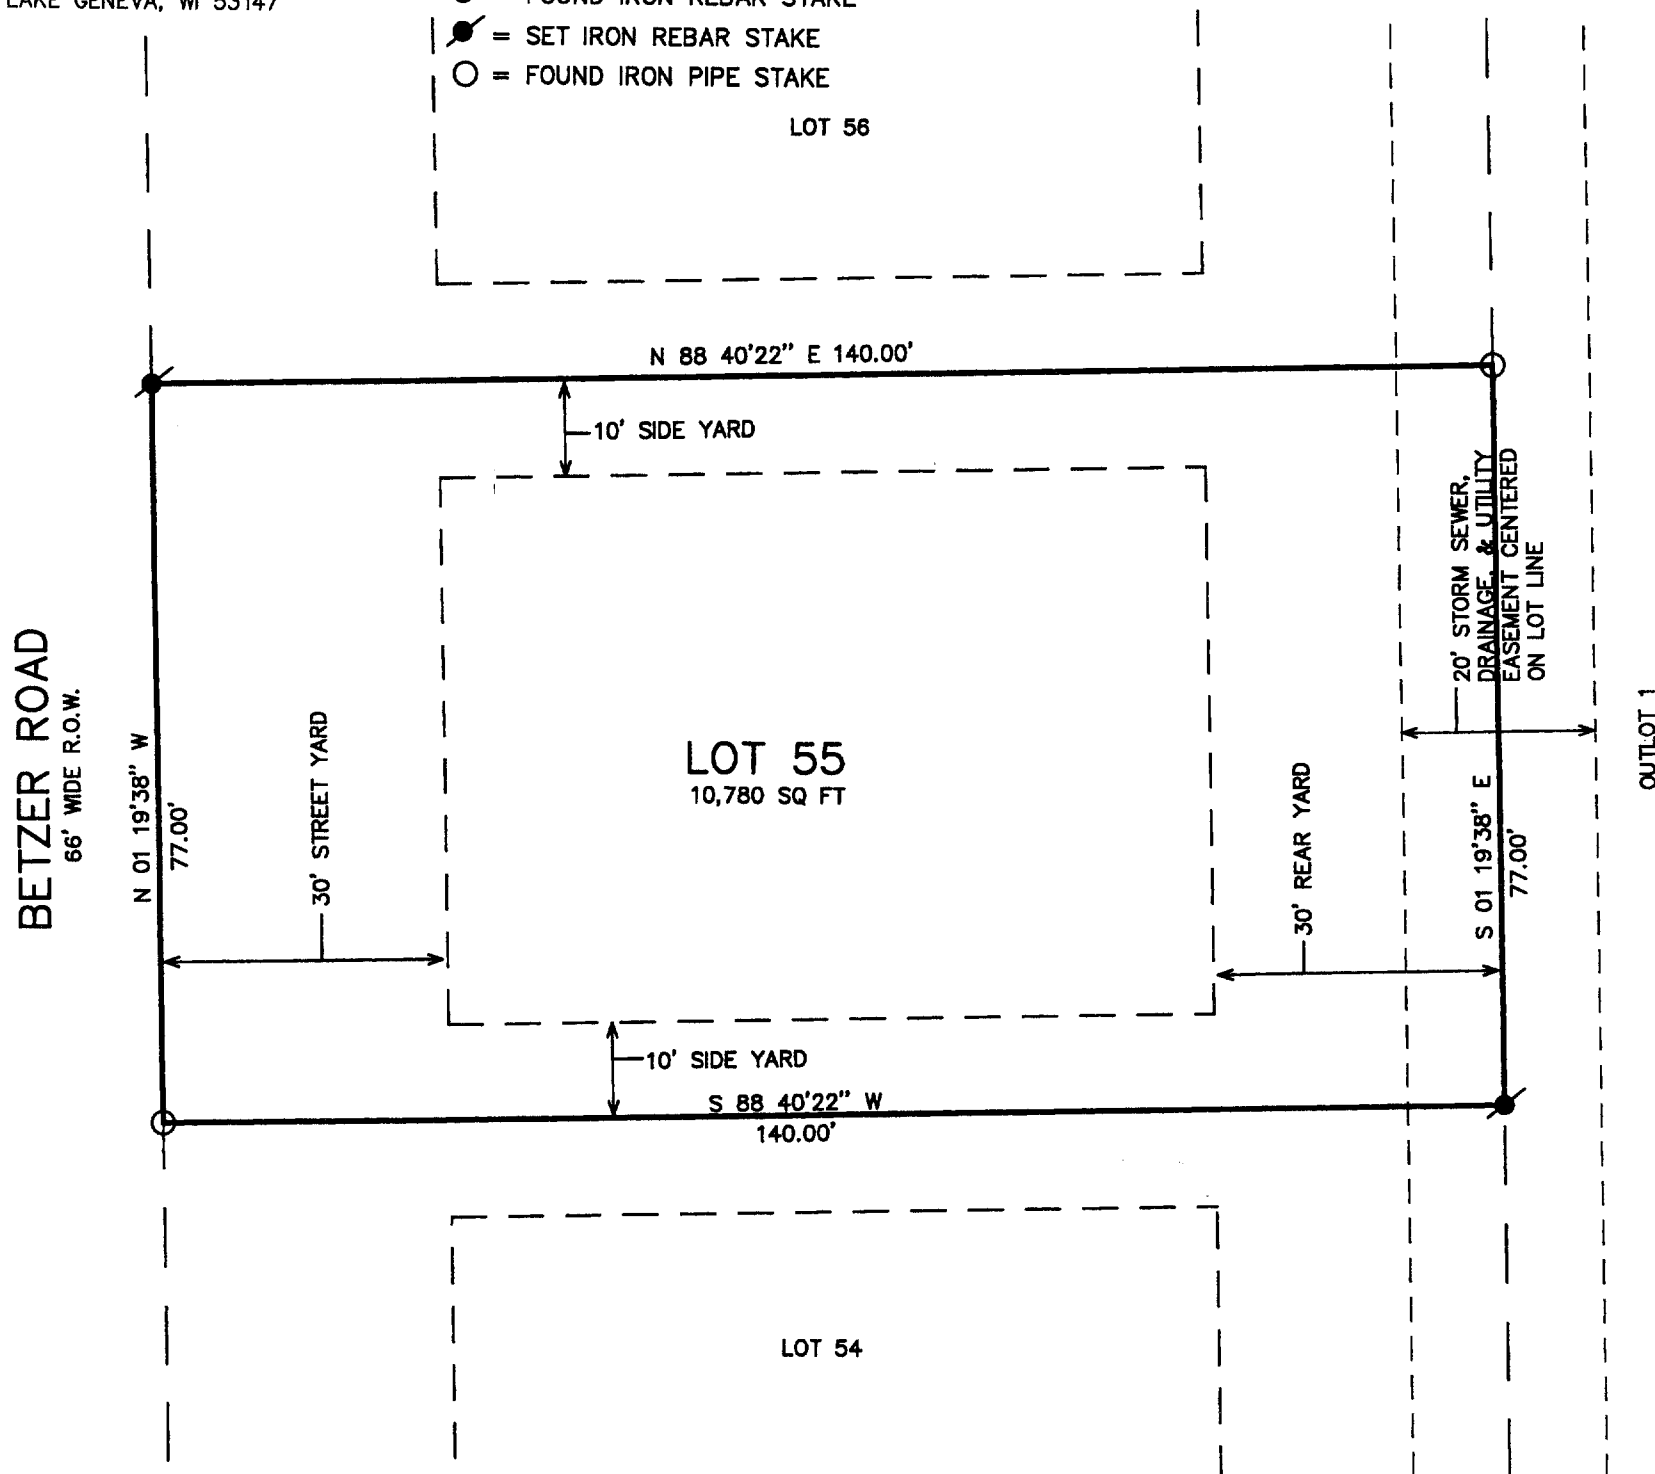 LAKE GENEVA, WI 53147
= FOUND IRON REBAR STAKE
= SET IRON REBAR STAKE
= FOUND IRON PIPE STAKE
LOT 56
N 88 40'22" E 140.00'
10' SIDE YARD
20' STORM SEWER,
DRAINAGE, & UTILITY
EASEMENT CENTERED
ON LOT LINE
BETZER ROAD
66' WIDE R.O.W.
N 01 19'38" W
77.00'
30' STREET YARD
LOT 55
10,780 SQ FT
30' REAR YARD
S 01 19'38" E
77.00'
OUTLOT 1
10' SIDE YARD
S 88 40'22" W
140.00'
LOT 54